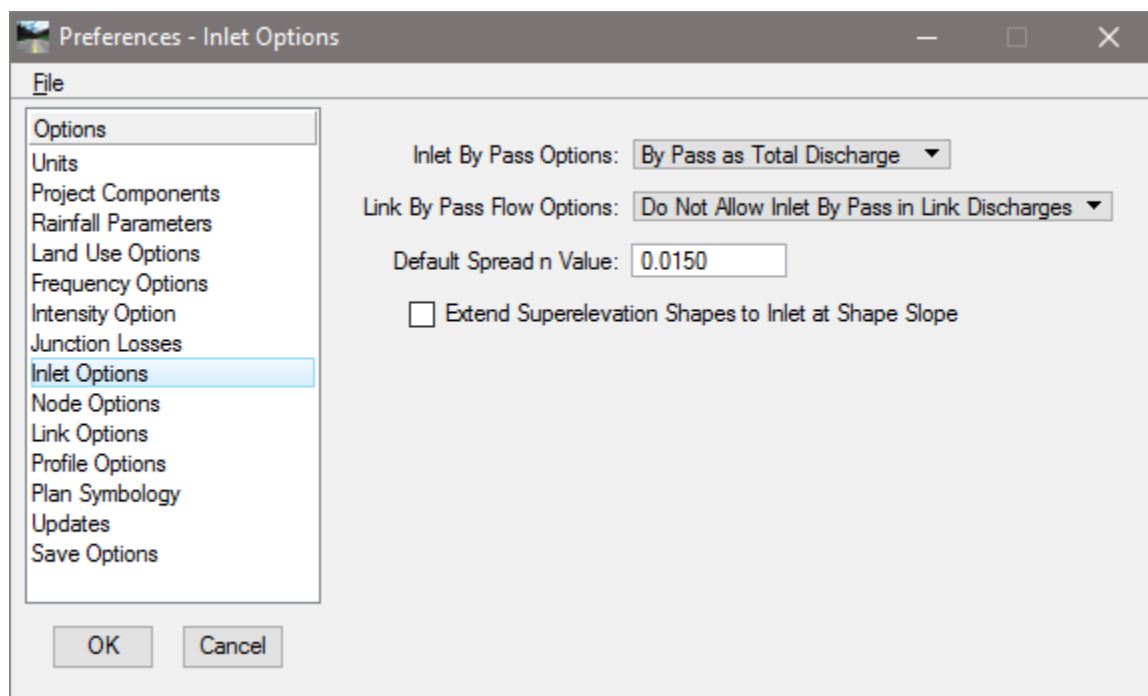 Preferences - Inlet Options
File
Options
Units
Project Components
Rainfall Parameters
Land Use Options
Frequency Options
Intensity Option
Junction Losses
Inlet Options
Node Options
Link Options
Profile Options
Plan Symbology
Updates
Save Options
Inlet By Pass Options: By Pass as Total Discharge
Link By Pass Flow Options: Do Not Allow Inlet By Pass in Link Discharges
Default Spread n Value: 0.0150
Extend Superelevation Shapes to Inlet at Shape Slope
OK Cancel